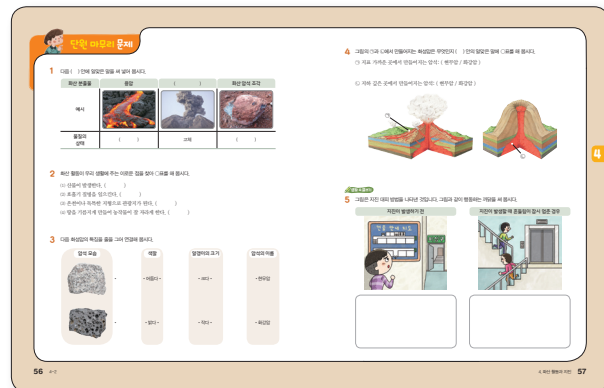 단원 마무리 문제
1 다음 ( ) 안에 알맞은 말을 써 넣어 봅시다.
화산 분출물 용암 ( ) 화산 암석 조각
예시
물질의 상태 ( ) 고체 ( )
2 화산 활동이 우리 생활에 주는 이로운 점을 찾아 ○표를 해 봅시다.
⑴ 산불이 발생한다. ( )
⑵ 호흡기 질병을 일으킨다. ( )
⑶ 온천이나 독특한 지형으로 관광지가 된다. ( )
⑷ 땅을 기름지게 만들어 농작물이 잘 자라게 한다. ( )
3 다음 화성암의 특징을 줄을 그어 연결해 봅시다.
암석 모습 색깔 알갱이의 크기 암석의 이름
• • 어둡다 • • 크다 • • 현무암
• • 밝다 • • 작다 • • 화강암
56
4 그림의 ㉠과 ㉡에서 만들어지는 화성암은 무엇인지 ( ) 안의 알맞은 말에 ○표를 해 봅시다.
㉠ 지표 가까운 곳에서 만들어지는 암석: ( 현무암 / 화강암 )
㉡ 지하 깊은 곳에서 만들어지는 암석: ( 현무암 / 화강암 )
㉠
㉡
5 그림은 지진 대피 방법을 나타낸 것입니다. 그림과 같이 행동하는 까닭을 써 봅시다.
지진이 발생하기 전
지진이 발생할 때 흔들림이 잠시 멈춘 경우
4
4. 화산 활동과 지진 57